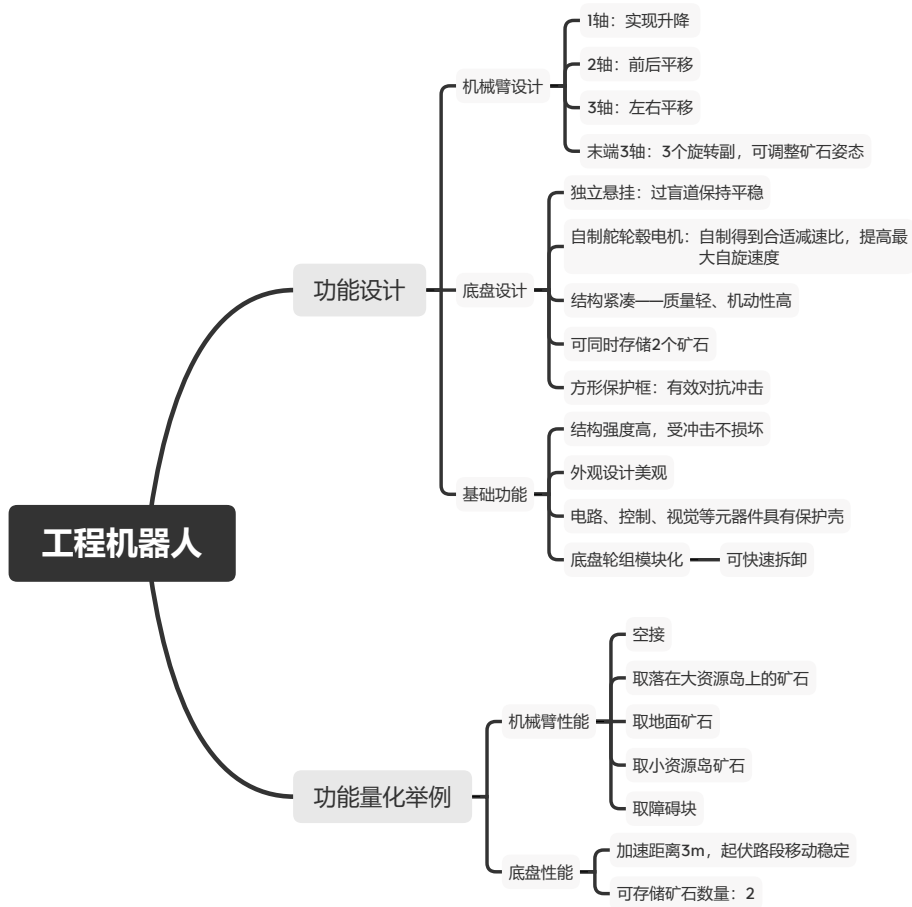 工程机器人
功能设计
机械臂设计
1轴：实现升降
2轴：前后平移
3轴：左右平移
末端3轴：3个旋转副，可调整矿石姿态
底盘设计
独立悬挂：过盲道保持平稳
自制舵轮毂电机：自制得到合适减速比，提高最
大自旋速度
结构紧凑——质量轻、机动性高
可同时存储2个矿石
方形保护框：有效对抗冲击
基础功能
结构强度高，受冲击不损坏
外观设计美观
电路、控制、视觉等元器件具有保护壳
底盘轮组模块化
可快速拆卸
功能量化举例
机械臂性能
空接
取落在大资源岛上的矿石
取地面矿石
取小资源岛矿石
取障碍块
底盘性能
加速距离3m，起伏路段移动稳定
可存储矿石数量：2